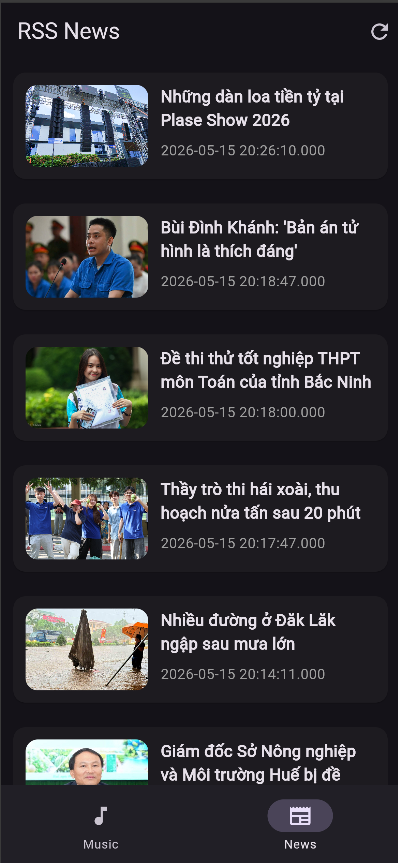 RSS News
Những dàn loa tiền tỷ tại
Plase Show 2026
2026-05-15 20:26:10.000
Bùi Đình Khánh: 'Bản án tử
hình là thích đáng'
2026-05-15 20:18:47.000
Đề thi thử tốt nghiệp THPT
môn Toán của tỉnh Bắc Ninh
2026-05-15 20:18:00.000
Thầy trò thi hái xoài, thu
hoạch nửa tấn sau 20 phút
2026-05-15 20:17:47.000
Nhiều đường ở Đăk Lăk
ngập sau mưa lớn
2026-05-15 20:14:11.000
Giám đốc Sở Nông nghiệp
và Môi trường Huế bị đề
Music
News